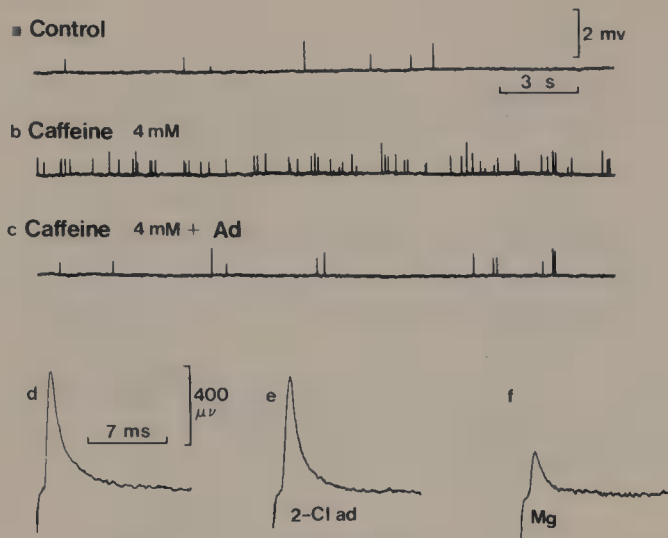 Control
2 mv
3 s
b Caffeine 4 mM
c Caffeine 4 mM + Ad
d
400
μν
7 ms
e
2-Cl ad
f
Mg